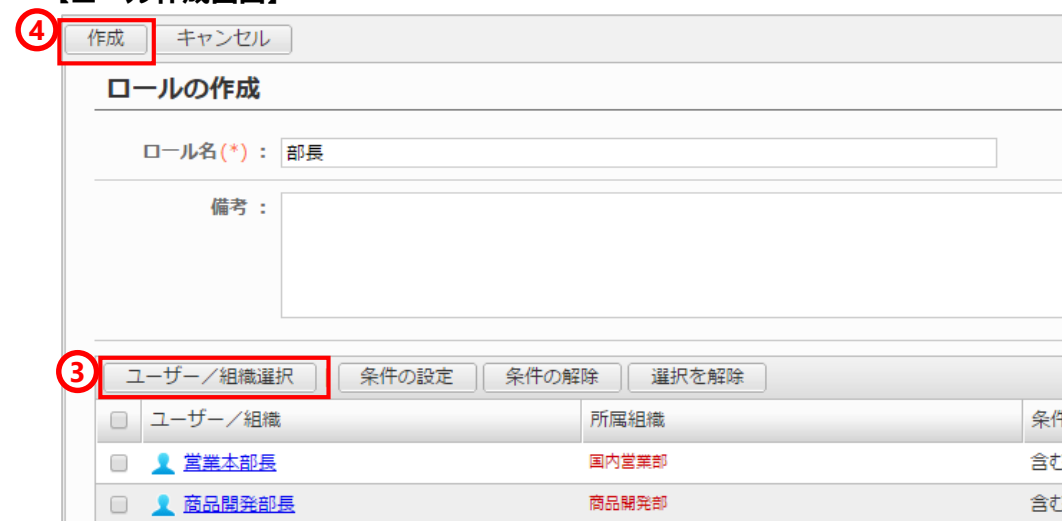 ④ 作成 キャンセル
ロールの作成
ロール名(*) : 部長
備考 :
③ ユーザー/組織選択 条件の設定 条件の解除 選択を解除
ユーザー/組織 所属組織 条件
営業本部長 国内営業部 含む
商品開発部長 商品開発部 含む